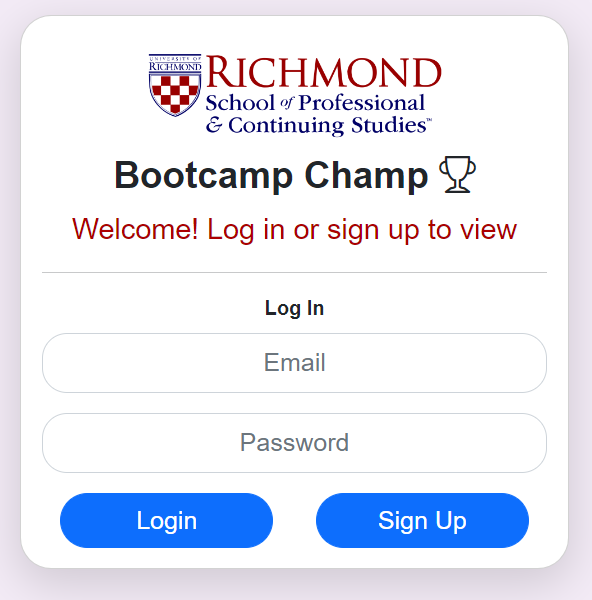 UNIVERSITY OF
RICHMOND
RICHMOND
School of Professional
& Continuing Studies™
Bootcamp Champ
Welcome! Log in or sign up to view
Log In
Email
Password
Login
Sign Up